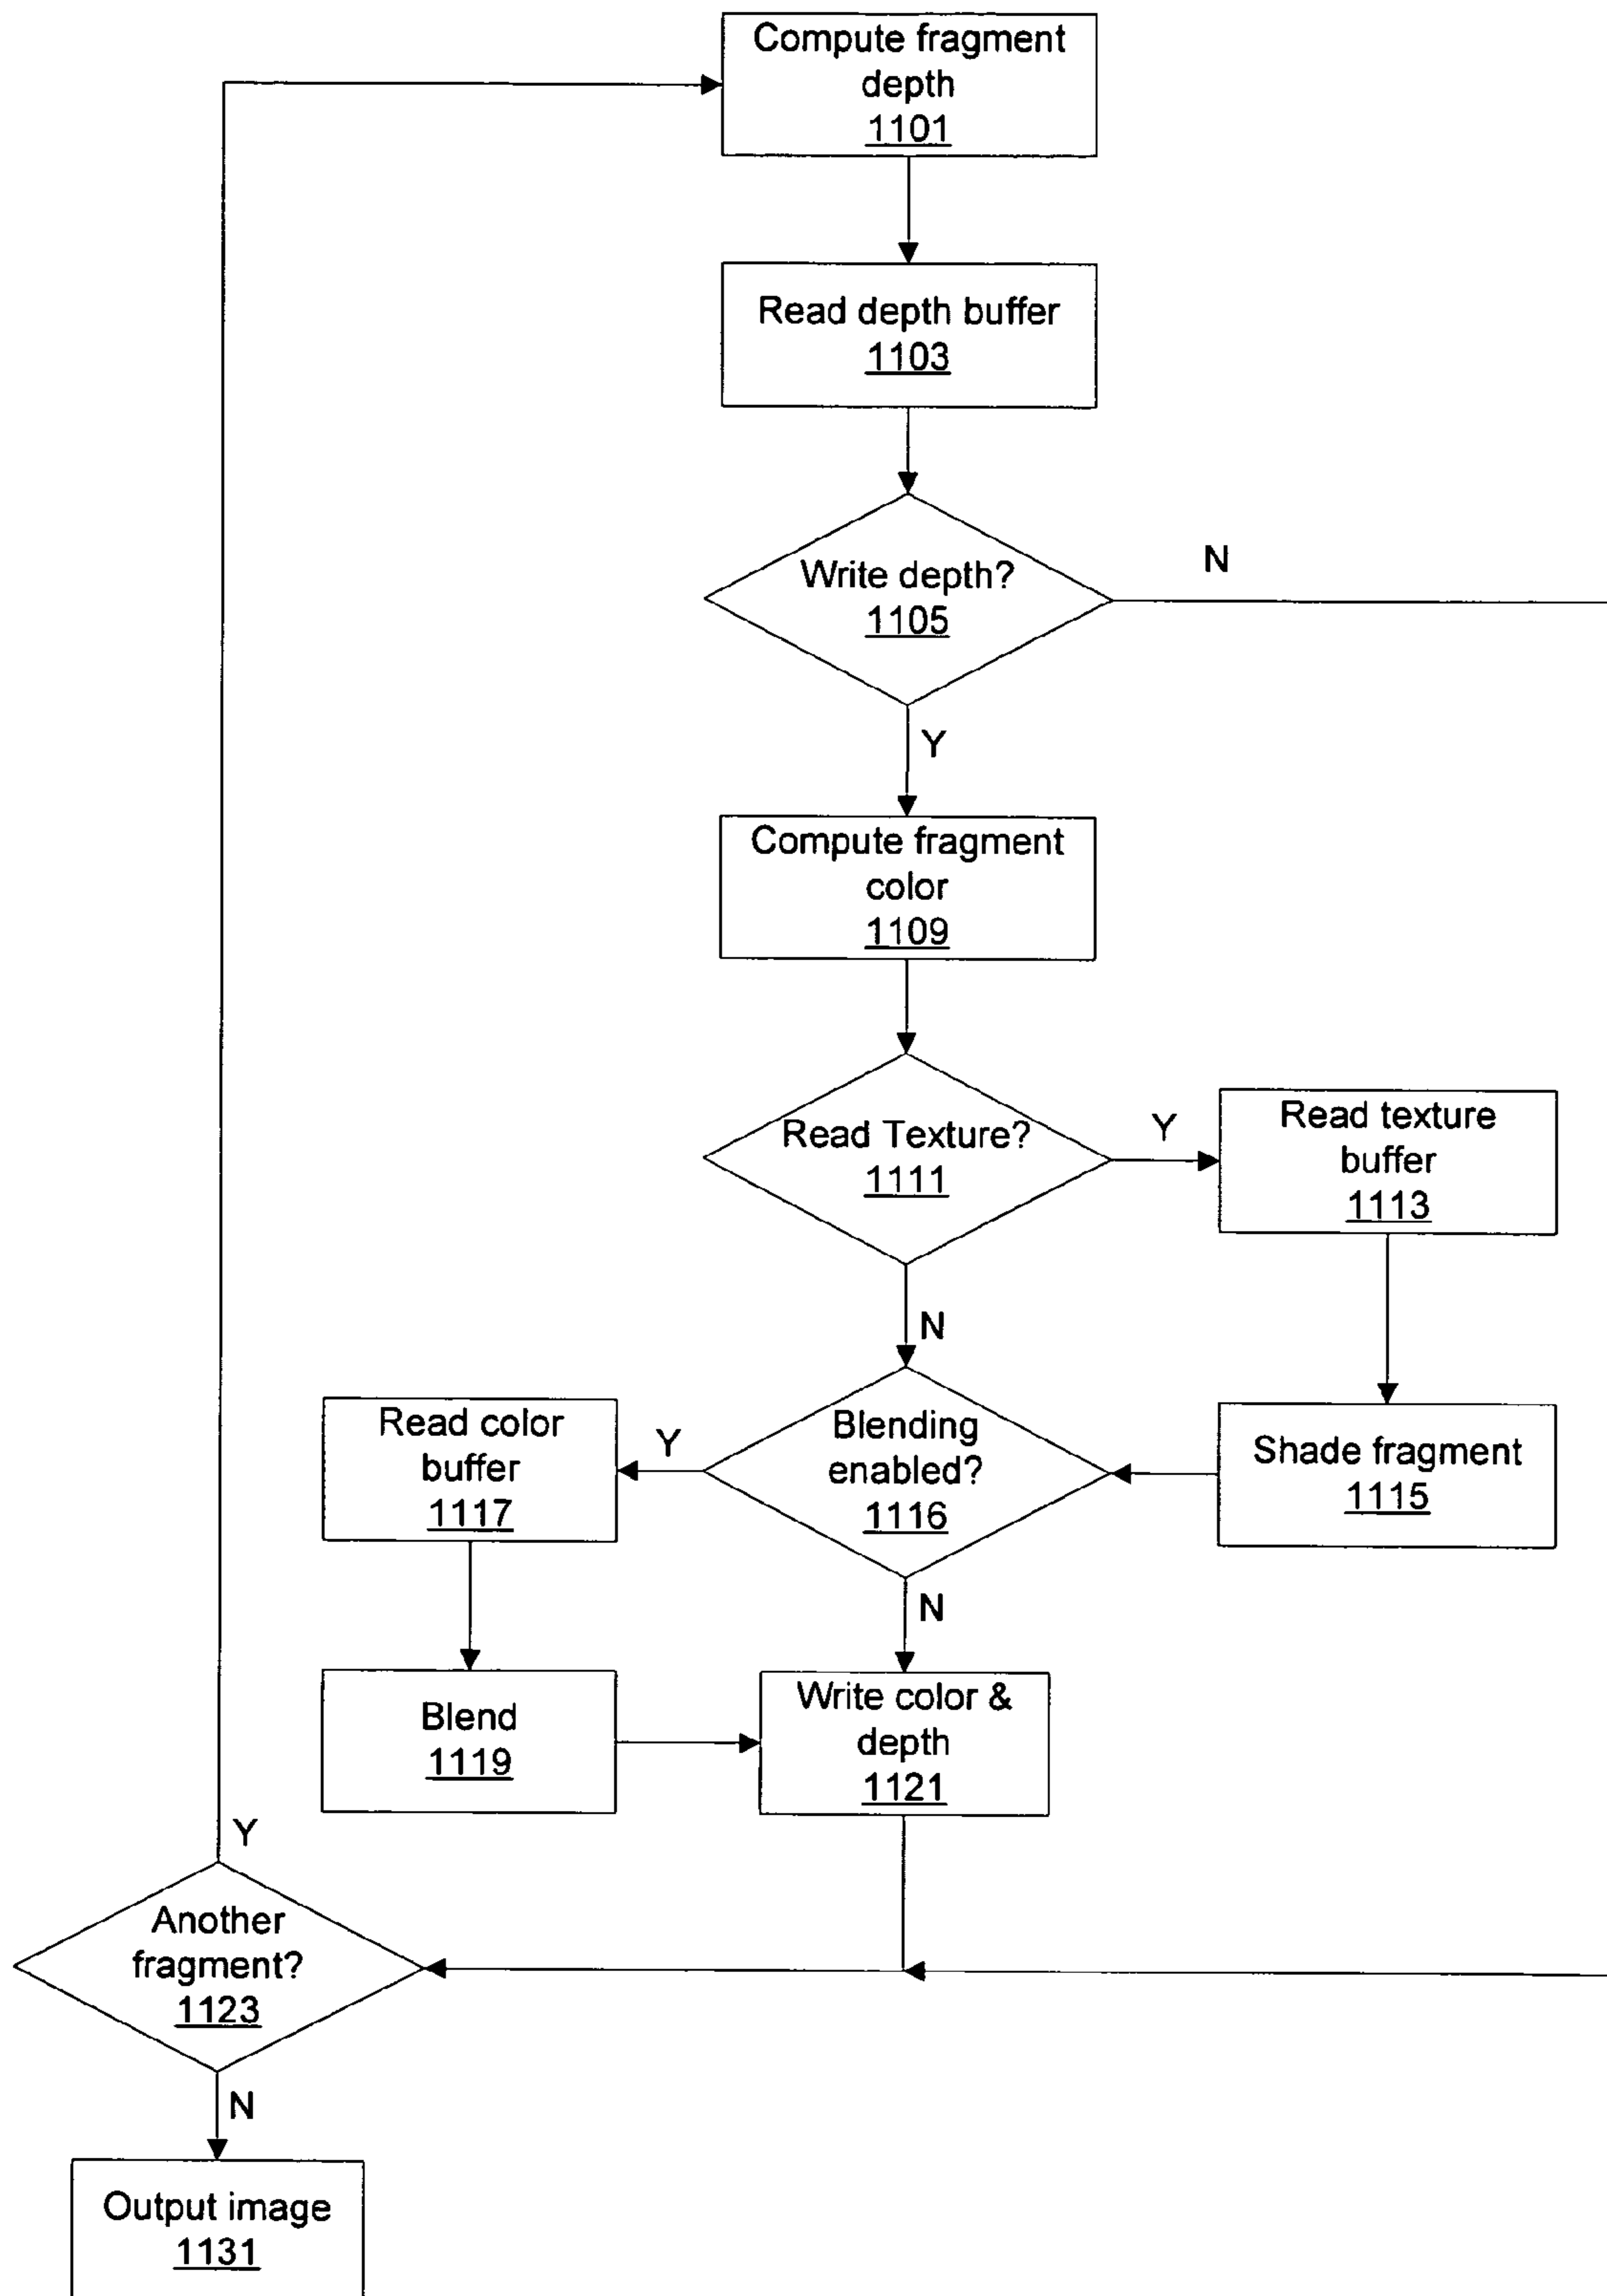 Compute fragment
depth
1101
Read depth buffer
1103
Write depth?
1105
N
Y
Compute fragment
color
1109
Read Texture?
1111
Y
Read texture
buffer
1113
N
Read color
buffer
1117
Y
Blending
enabled?
1116
Shade fragment
1115
N
Blend
1119
Write color &
depth
1121
Y
Another
fragment?
1123
N
Output image
1131